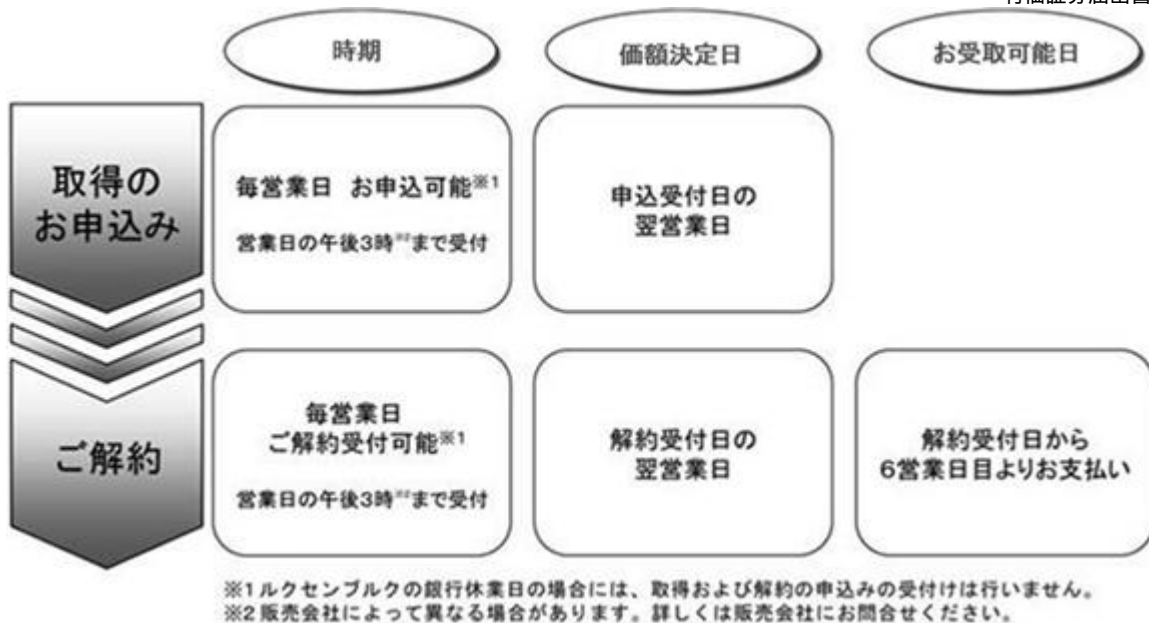 時期
価額決定日
お受取可能日
取得の
お申込み
毎営業日 お申込可能※1
営業日の午後3時※2まで受付
申込受付日の
翌営業日
ご解約
毎営業日
ご解約受付可能※1
営業日の午後3時※2まで受付
解約受付日の
翌営業日
解約受付日から
6営業日目よりお支払い
※1 ルクセンブルクの銀行休業日の場合には、取得および解約の申込みの受付けは行いません。
※2 販売会社によって異なる場合があります。詳しくは販売会社にお問合せください。